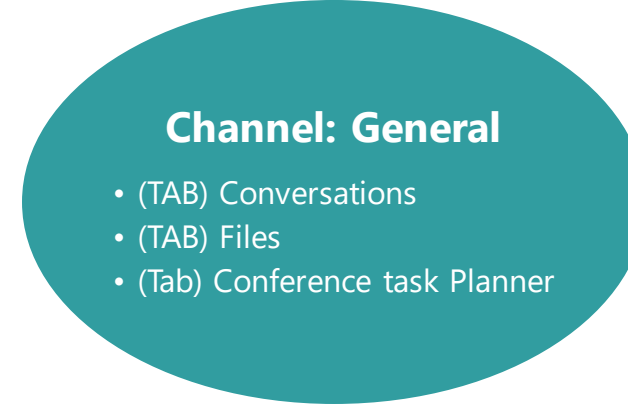 Channel: General
• (TAB) Conversations
• (TAB) Files
• (Tab) Conference task Planner